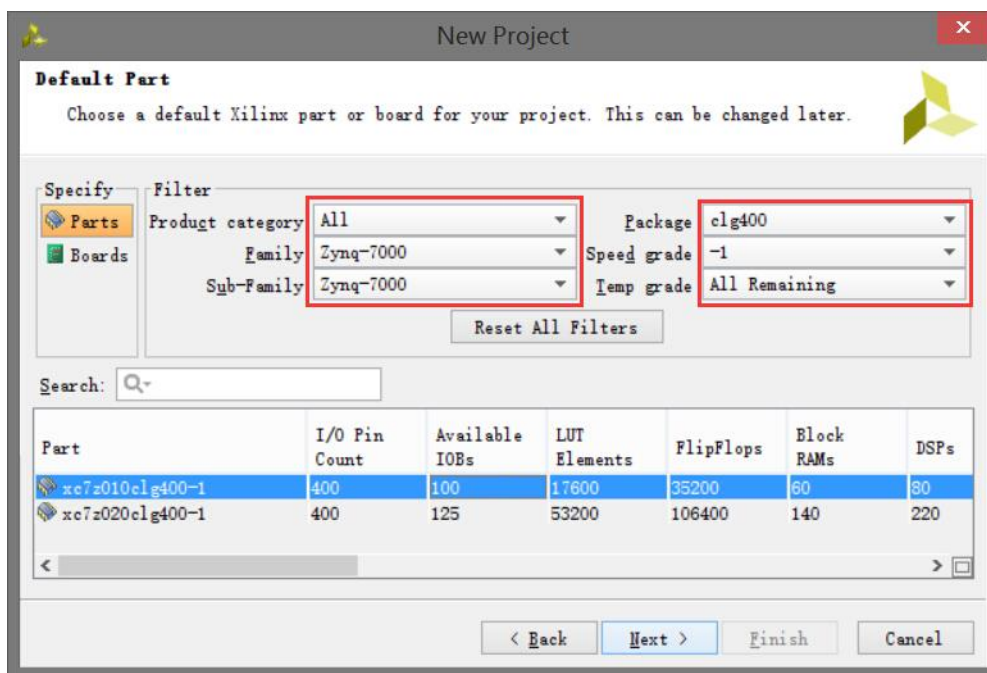 New Project
Default Part
Choose a default Xilinx part or board for your project. This can be changed later.
Specify
Filter
Parts
Boards
Product category All
Package clg400
Family Zynq-7000
Speed grade -1
Sub-Family Zynq-7000
Temp grade All Remaining
Reset All Filters
Search:
Part I/O Pin Count Available IOBs LUT Elements FlipFlops Block RAMs DSPs
xc7z010clg400-1 400 100 17600 35200 60 80
xc7z020clg400-1 400 125 53200 106400 140 220
< Back Next > Finish Cancel